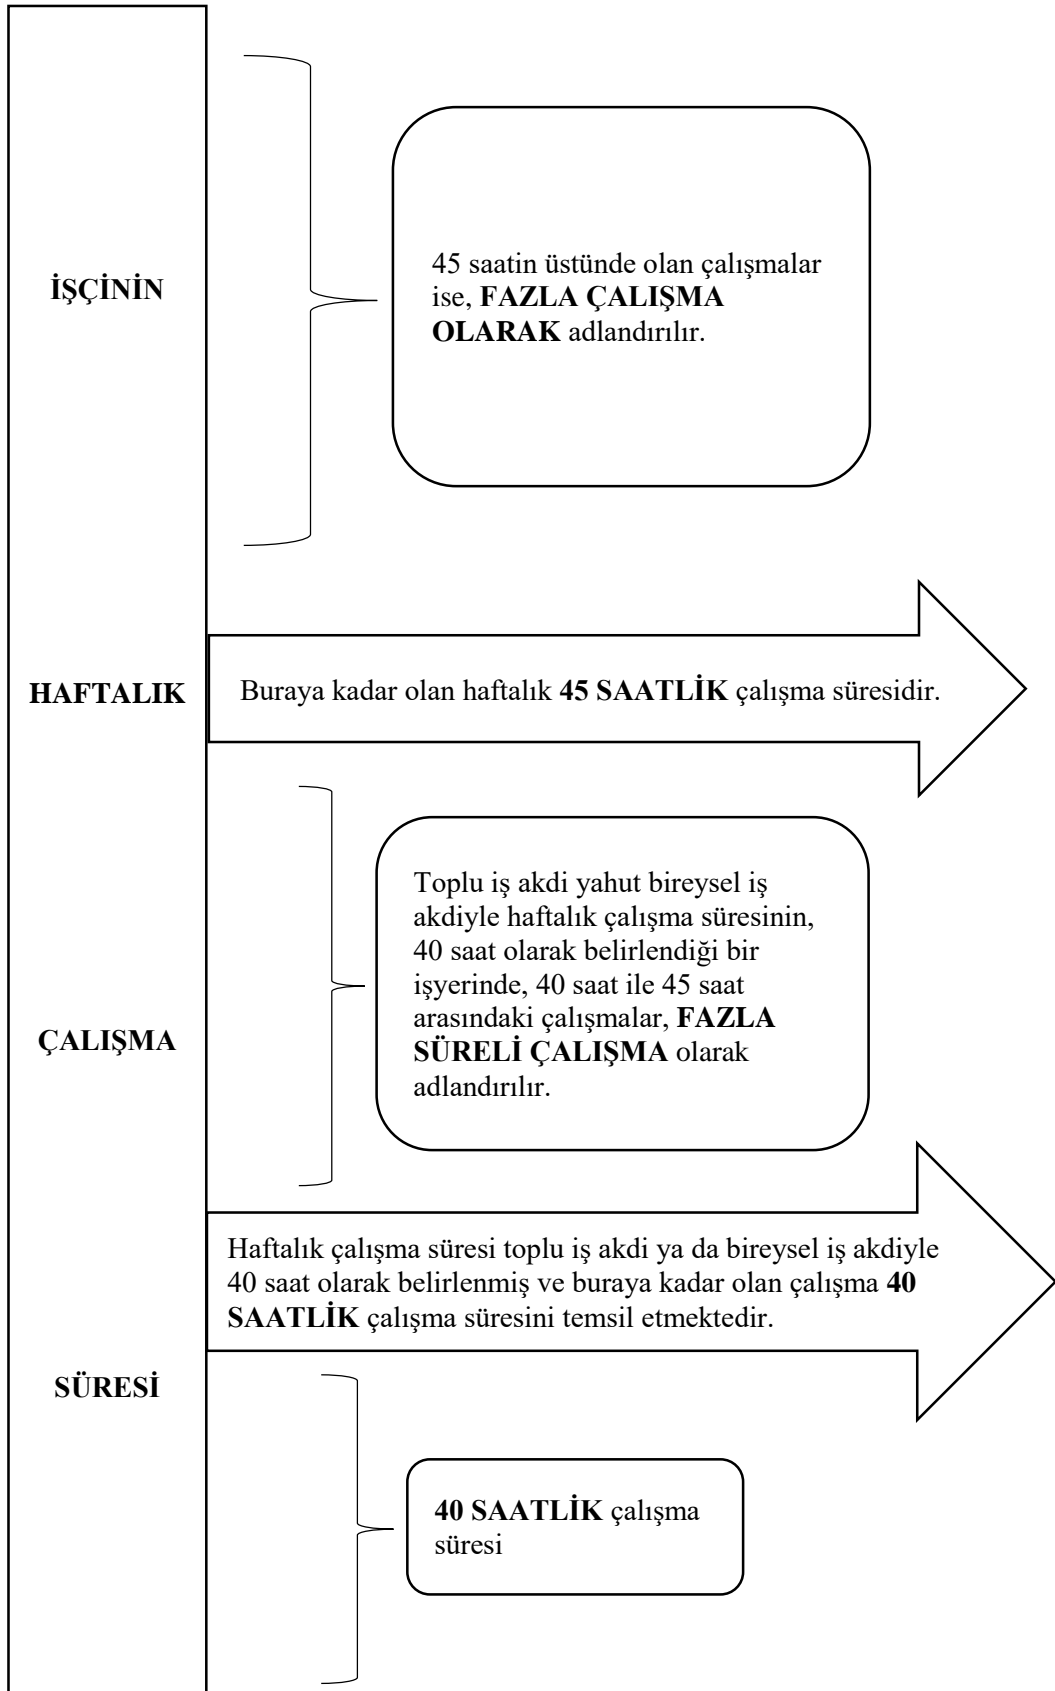 İŞÇİNİN
45 saatin üstünde olan çalışmalar
ise, FAZLA ÇALIŞMA
OLARAK adlandırılır.
HAFTALIK
Buraya kadar olan haftalık 45 SAATLİK çalışma süresidir.
Toplu iş akdi yahut bireysel iş
akdiyle haftalık çalışma süresinin,
40 saat olarak belirlendiği bir
işyerinde, 40 saat ile 45 saat
arasındaki çalışmalar, FAZLA
SÜRELİ ÇALIŞMA olarak
adlandırılır.
ÇALIŞMA
Haftalık çalışma süresi toplu iş akdi ya da bireysel iş akdiyle
40 saat olarak belirlenmiş ve buraya kadar olan çalışma 40
SAATLİK çalışma süresini temsil etmektedir.
SÜRESİ
40 SAATLİK çalışma
süresi